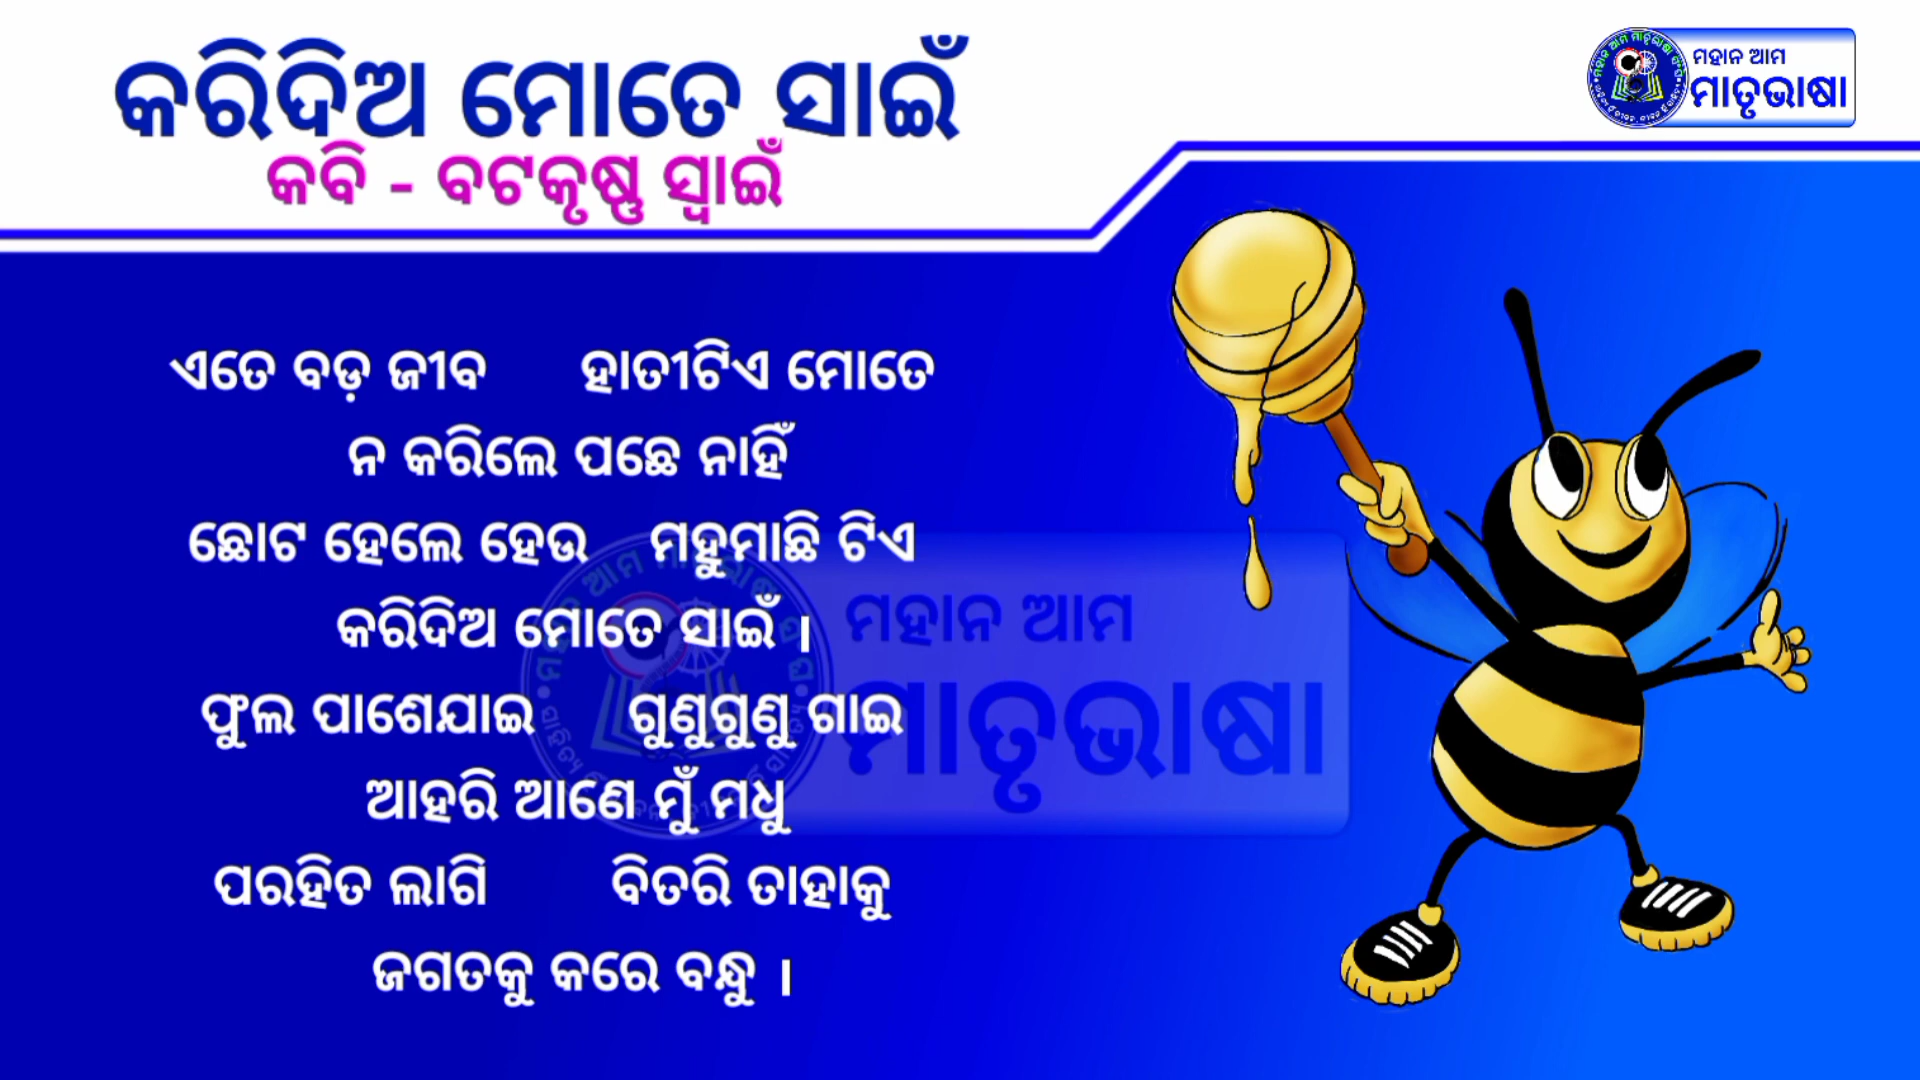 କରିଦିଅ ମୋତେ ସାଇଁ
କବି - ବଟକୃଷ୍ଣ ସ୍ୱାଇଁ
ମହାନ ଆମ
ମାତୃଭାଷା
ଏତେ ବଡ଼ ଜୀବ ହାତୀଟିଏ ମୋତେ
ନ କରିଲେ ପଛେ ନାହିଁ
ଛୋଟ ହେଲେ ହେଉ ମହୁମାଛି ଟିଏ
କରିଦିଅ ମୋତେ ସାଇଁ ।
ଫୁଲ ପାଶେଯାଇ ଗୁଣୁଗୁଣୁ ଗାଇ
ଆହରି ଆଣେ ମୁଁ ମଧୁ
ପରହିତ ଲାଗି ବିତରି ତାହାକୁ
ଜଗତକୁ କରେ ବନ୍ଧୁ ।
ମହାନ ଆମ
ମାତୃଭାଷା